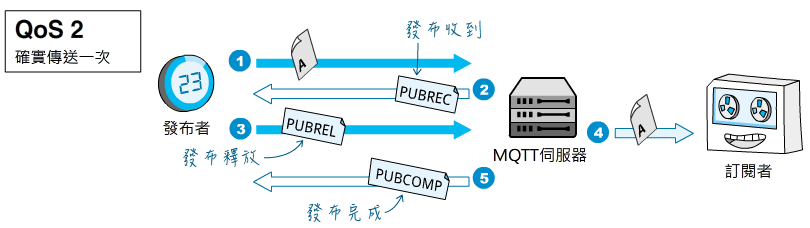 QoS 2
確實傳送一次
發布收到
1
A
23
PUBREC
2
發布者
3
PUBREL
發布釋放
MQTT伺服器
4
A
訂閱者
PUBCOMP
5
發布完成